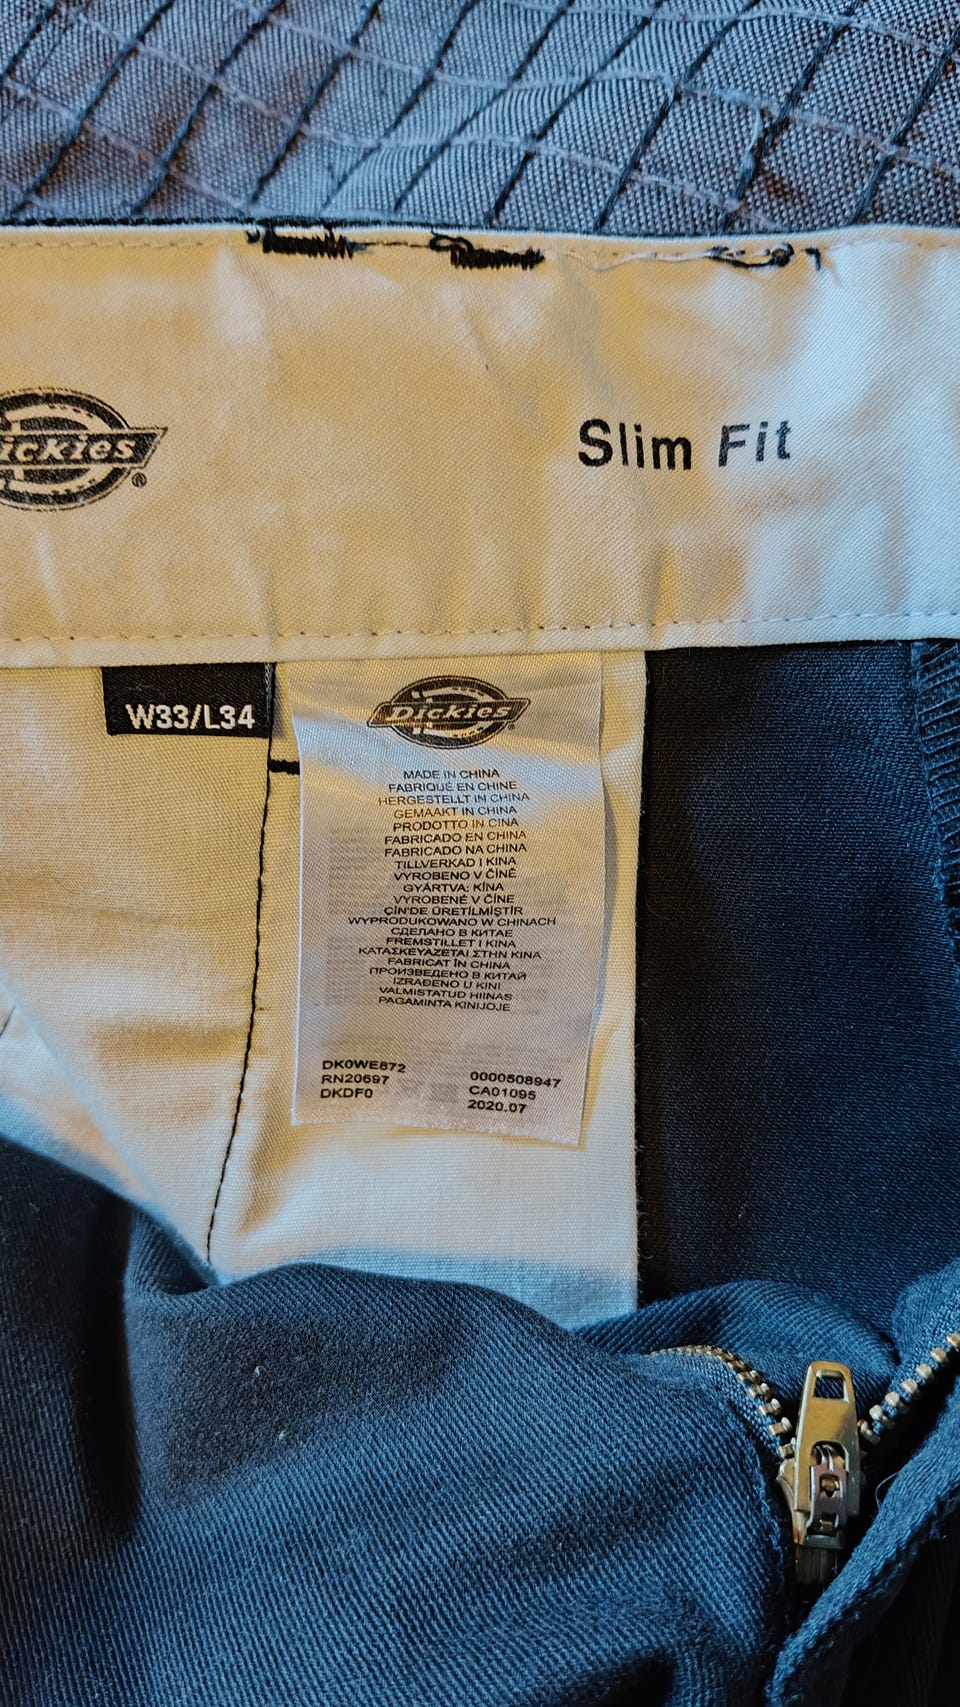 Dickies
®
Slim Fit
W33/L34
Dickies
MADE IN CHINA
FABRIQUÉ EN CHINE
HERGESTELLT IN CHINA
GEMAAKT IN CHINA
PRODOTTO IN CINA
FABRICADO EN CHINA
FABRICADO NA CHINA
TILLVERKAD I KINA
VYROBENO V ČÍNĚ
GYÁRTVA: KÍNA
VYROBENÉ V ČÍNE
ÇİN'DE ÜRETİLMİŞTİR
WYPRODUKOWANO W CHINACH
СДЕЛАНО В КИТАЕ
FREMSTILLET I KINA
ΚΑΤΑΣΚΕΥΑΖΕΤΑΙ ΣΤΗΝ ΚΙΝΑ
FABRICAT ÎN CHINA
ПРОИЗВЕДЕНО В КИТАЙ
IZRAĐENO U KINI
VALMISTATUD HIINAS
PAGAMINTA KINIJOJE
DK0WE872
RN20697 0000508947
DKDF0 CA01095
2020.07